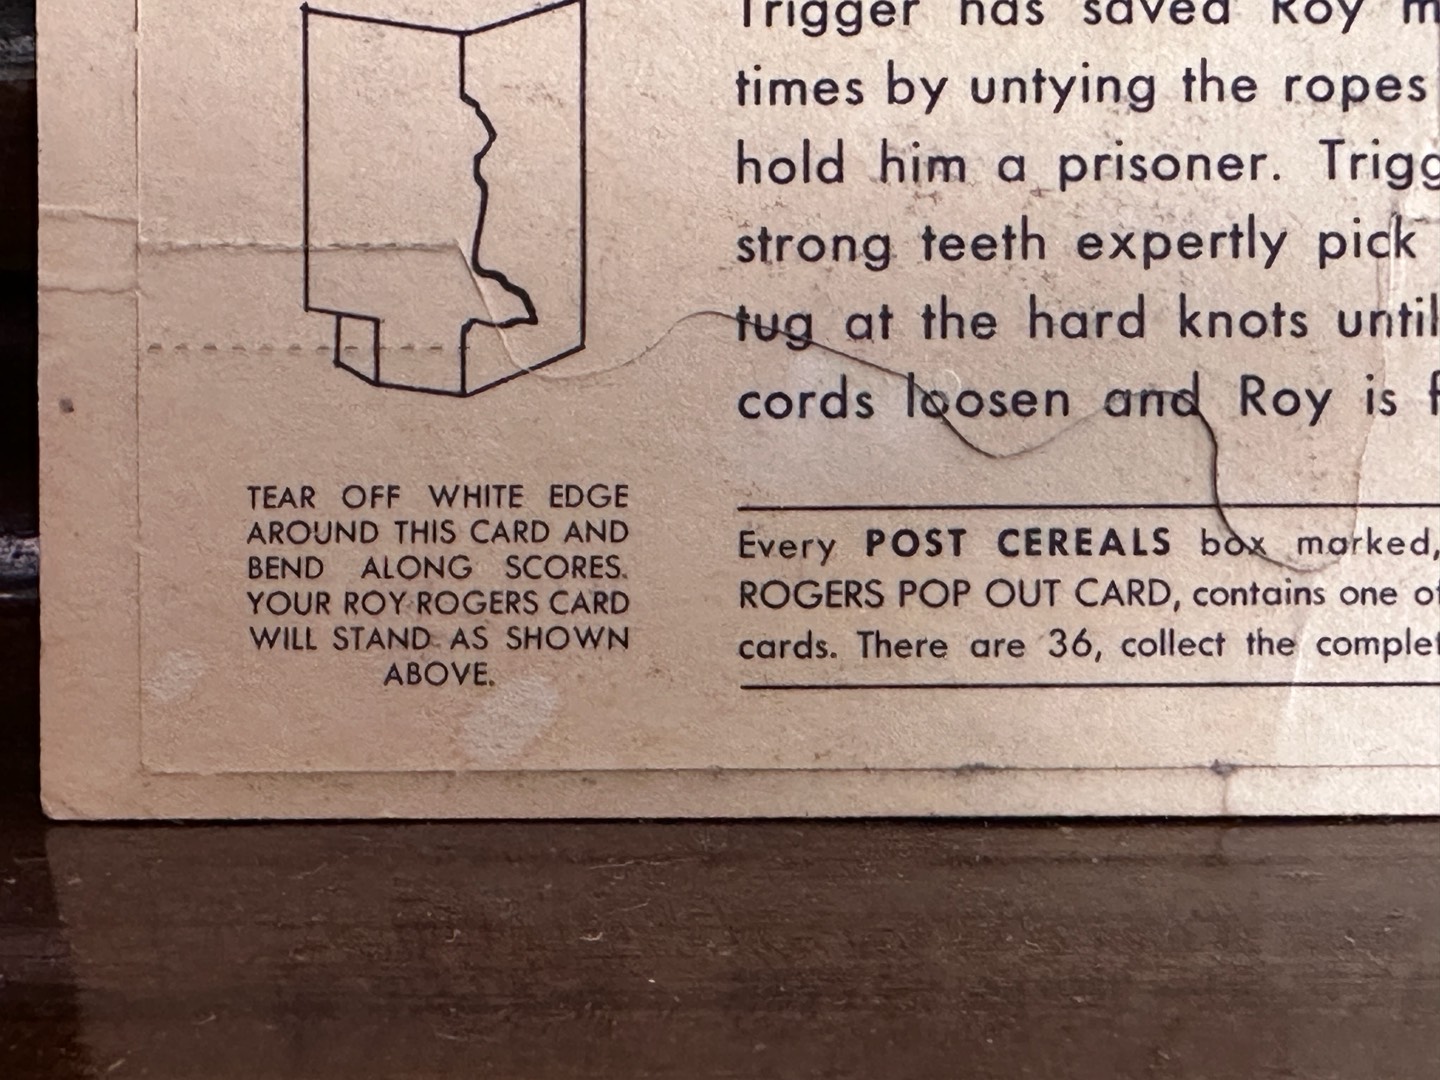 TEAR OFF WHITE EDGE
AROUND THIS CARD AND
BEND ALONG SCORES.
YOUR ROY ROGERS CARD
WILL STAND AS SHOWN
ABOVE.
Trigger has saved Roy
times by untying the ropes
hold him a prisoner.
strong teeth expertly pick
tug at the hard knots until
cords loosen and Roy is
Every POST CEREALS box marked,
ROGERS POP OUT CARD, contains one of
cards. There are 36, collect the